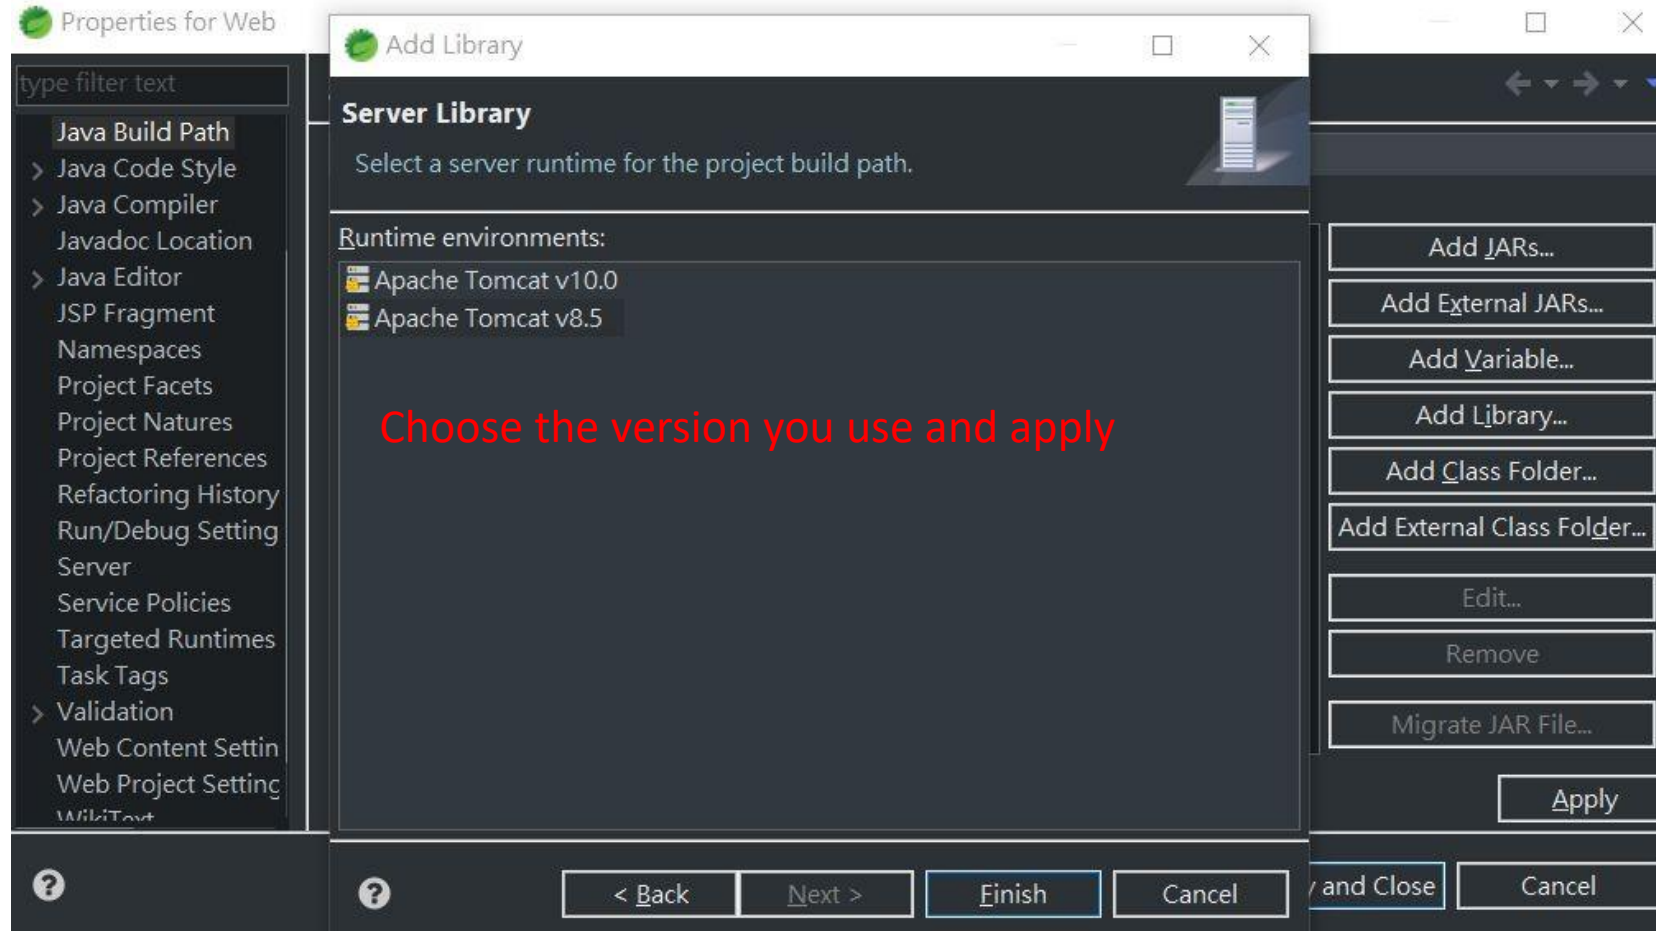 Properties for Web
type filter text
Java Build Path
Java Code Style
Java Compiler
Javadoc Location
Java Editor
JSP Fragment
Namespaces
Project Facets
Project Natures
Project References
Refactoring History
Run/Debug Setting
Server
Service Policies
Targeted Runtimes
Task Tags
Validation
Web Content Settin
Web Project Setting
WikiText
Add Library
Server Library
Select a server runtime for the project build path.
Runtime environments:
Apache Tomcat v10.0
Apache Tomcat v8.5
Choose the version you use and apply
< Back
Next >
Finish
Cancel
Add JARs...
Add External JARs...
Add Variable...
Add Library...
Add Class Folder...
Add External Class Folder...
Edit...
Remove
Migrate JAR File...
Apply
and Close
Cancel